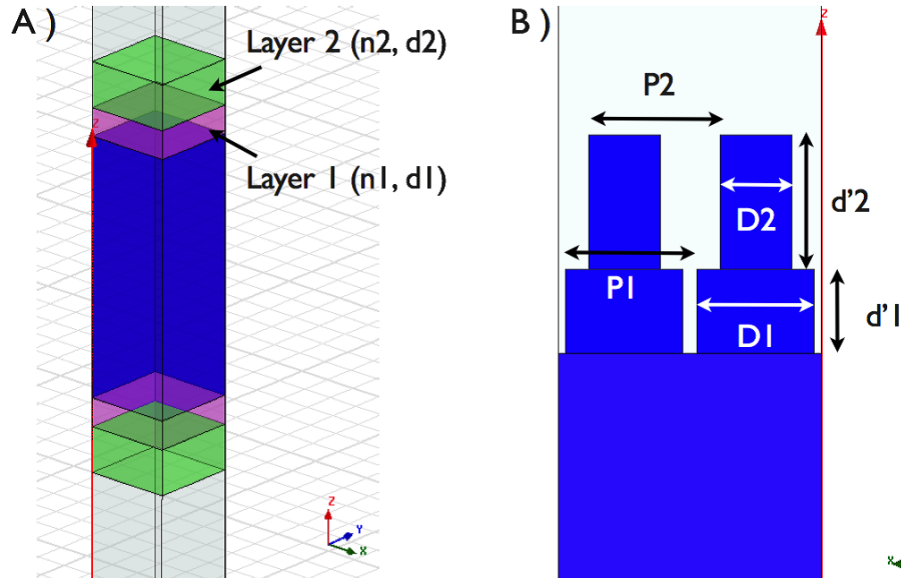 A )
Layer 2 (n2, d2)
Z
Layer 1 (n1, d1)
Z
Y
X
B )
Z
P2
D2
d'2
P1
D1
d'1
X